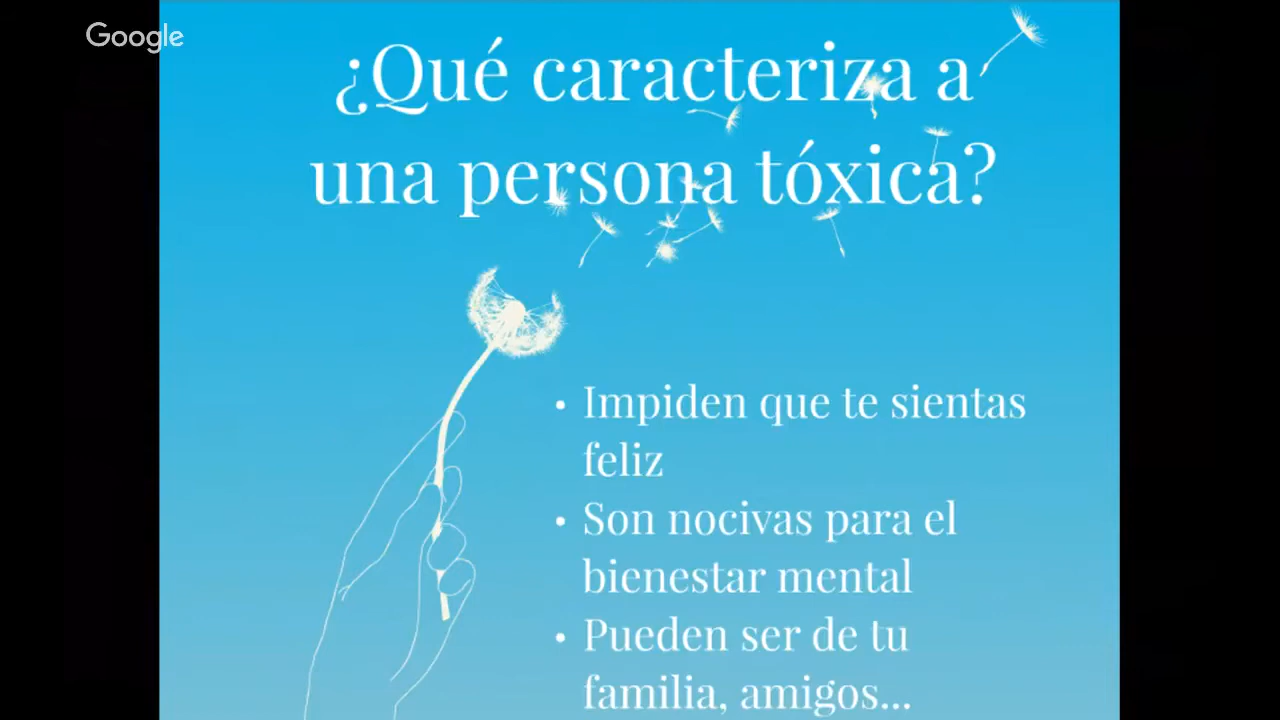 Google
¿Qué caracteriza a
una persona tóxica?
• Impiden que te sientas
feliz
• Son nocivas para el
bienestar mental
• Pueden ser de tu
familia, amigos...